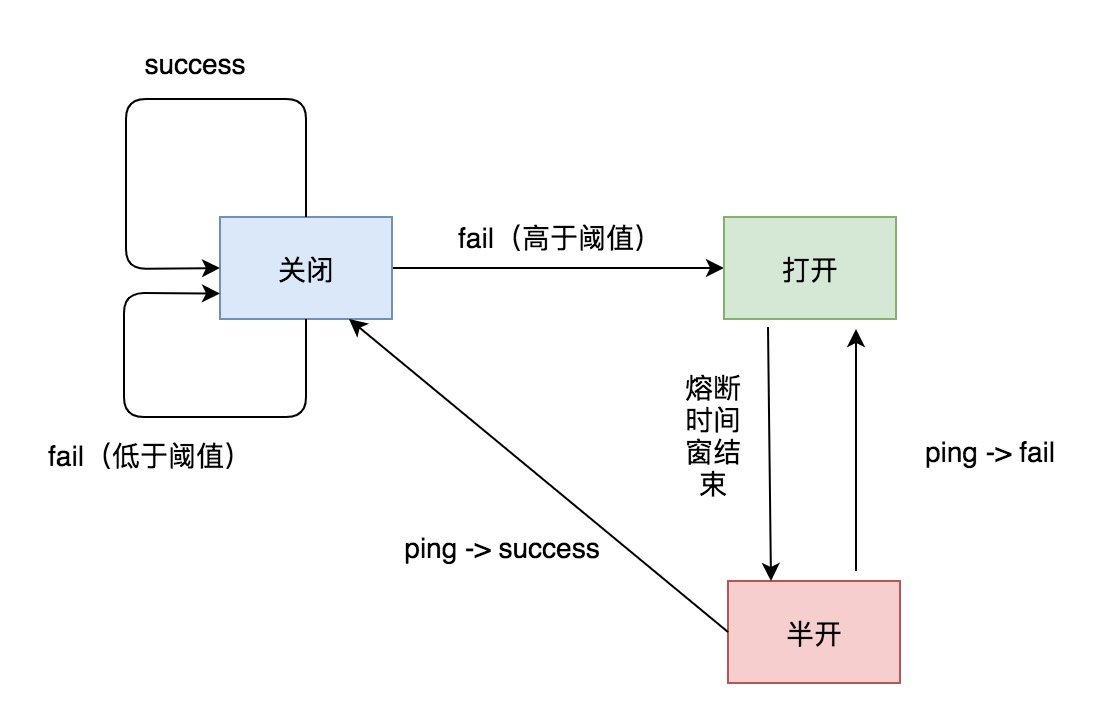 success
关闭
fail（高于阈值）
打开
fail（低于阈值）
熔断
时间
窗结
束
ping -> fail
ping -> success
半开